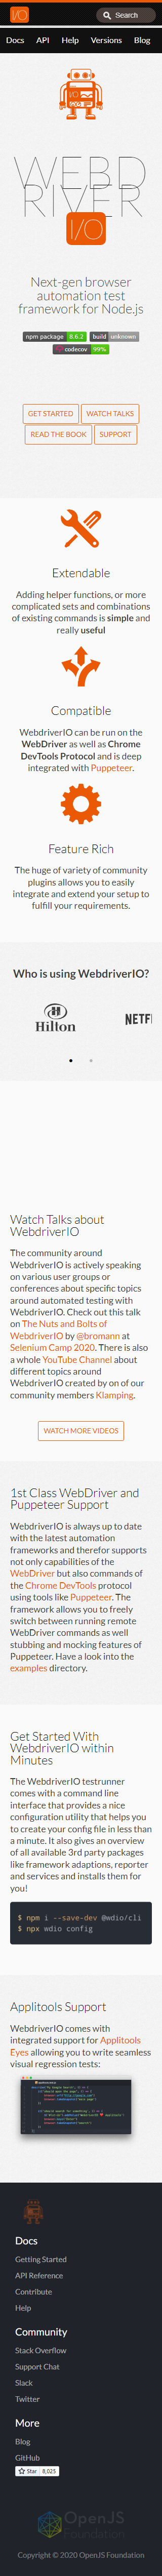 I/O
Search
Docs API Help Versions Blog
I/O
WEBD
RIVER
I/O
Next-gen browser
automation test
framework for Node.js
npm package 8.6.2 build unknown
codecov 99%
GET STARTED WATCH TALKS
READ THE BOOK SUPPORT
Extendable
Adding helper functions, or more
complicated sets and combinations
of existing commands is simple and
really useful
Compatible
WebdriverIO can be run on the
WebDriver as well as Chrome
DevTools Protocol and is deep
integrated with Puppeteer.
Feature Rich
The huge variety of community
plugins allows you to easily
integrate and extend your setup to
fulfill your requirements.
Who is using WebdriverIO?
Hilton
NETF
Watch Talks about
WebdriverIO
The community around
WebdriverIO is actively speaking
on various user groups or
conferences about specific topics
around automated testing with
WebdriverIO. Check out this talk
on The Nuts and Bolts of
WebdriverIO by @bromann at
Selenium Camp 2020. There is also
a whole YouTube Channel about
different topics around
WebdriverIO created by on of our
community members Klamping.
WATCH MORE VIDEOS
1st Class WebDriver and
Puppeteer Support
WebdriverIO is always up to date
with the latest automation
frameworks and therefor supports
not only capabilities of the
WebDriver but also commands of
the Chrome DevTools protocol
using tools like Puppeteer. The
framework allows you to freely
switch between running remote
WebDriver commands as well
stubbing and mocking features of
Puppeteer. Have a look into the
examples directory.
Get Started With
WebdriverIO within
Minutes
The WebdriverIO testrunner
comes with a command line
interface that provides a nice
configuration utility that helps you
to create your config file in less than
a minute. It also gives an overview
of all available 3rd party packages
like framework adaptions, reporter
and services and installs them for
you!
$ npm i --save-dev @wdio/cli
$ npx wdio config
Applitools Support
WebdriverIO comes with
integrated support for Applitools
Eyes allowing you to write seamless
visual regression tests:
Docs
Getting Started
API Reference
Contribute
Help
Community
Stack Overflow
Support Chat
Slack
Twitter
More
Blog
GitHub
Star 8,025
OpenJS
Foundation
Copyright © 2020 OpenJS Foundation